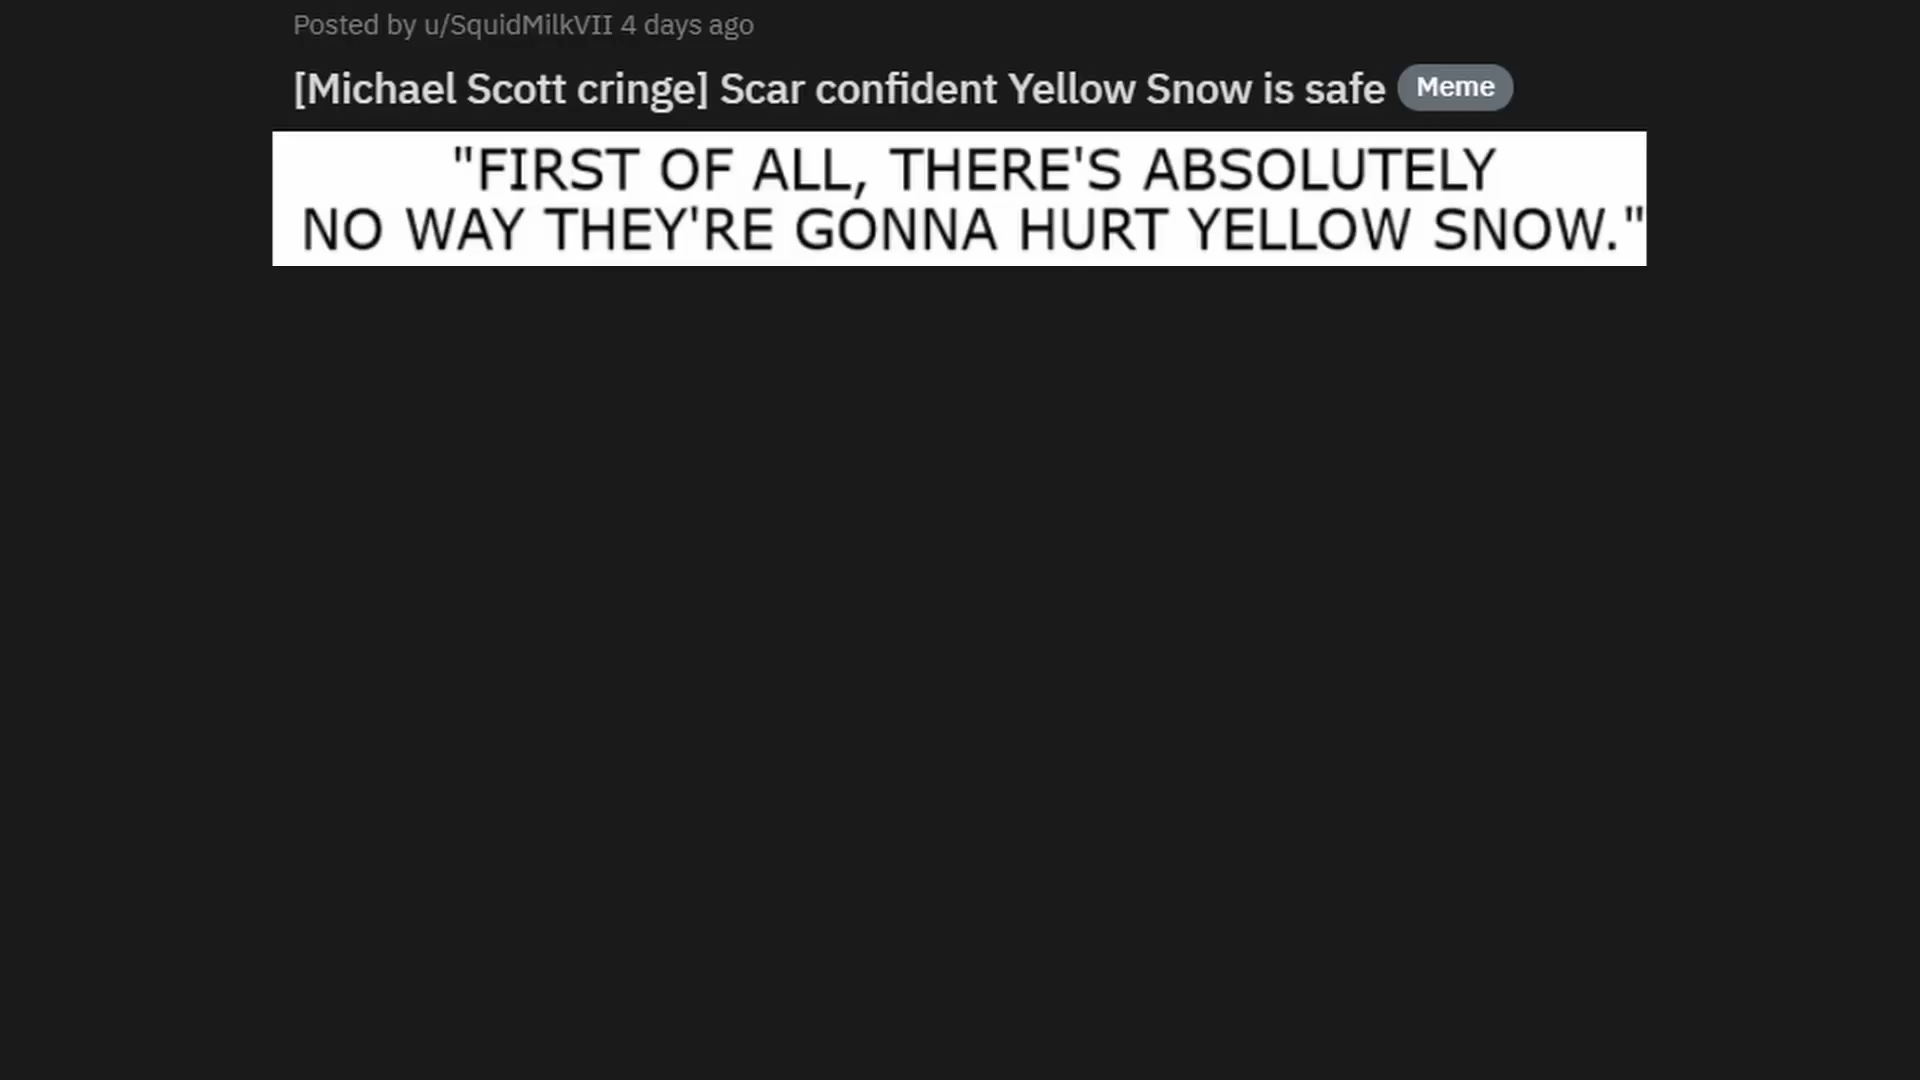 Posted by u/SquidMilkVII 4 days ago
[Michael Scott cringe] Scar confident Yellow Snow is safe Meme
"FIRST OF ALL, THERE'S ABSOLUTELY
NO WAY THEY'RE GONNA HURT YELLOW SNOW."